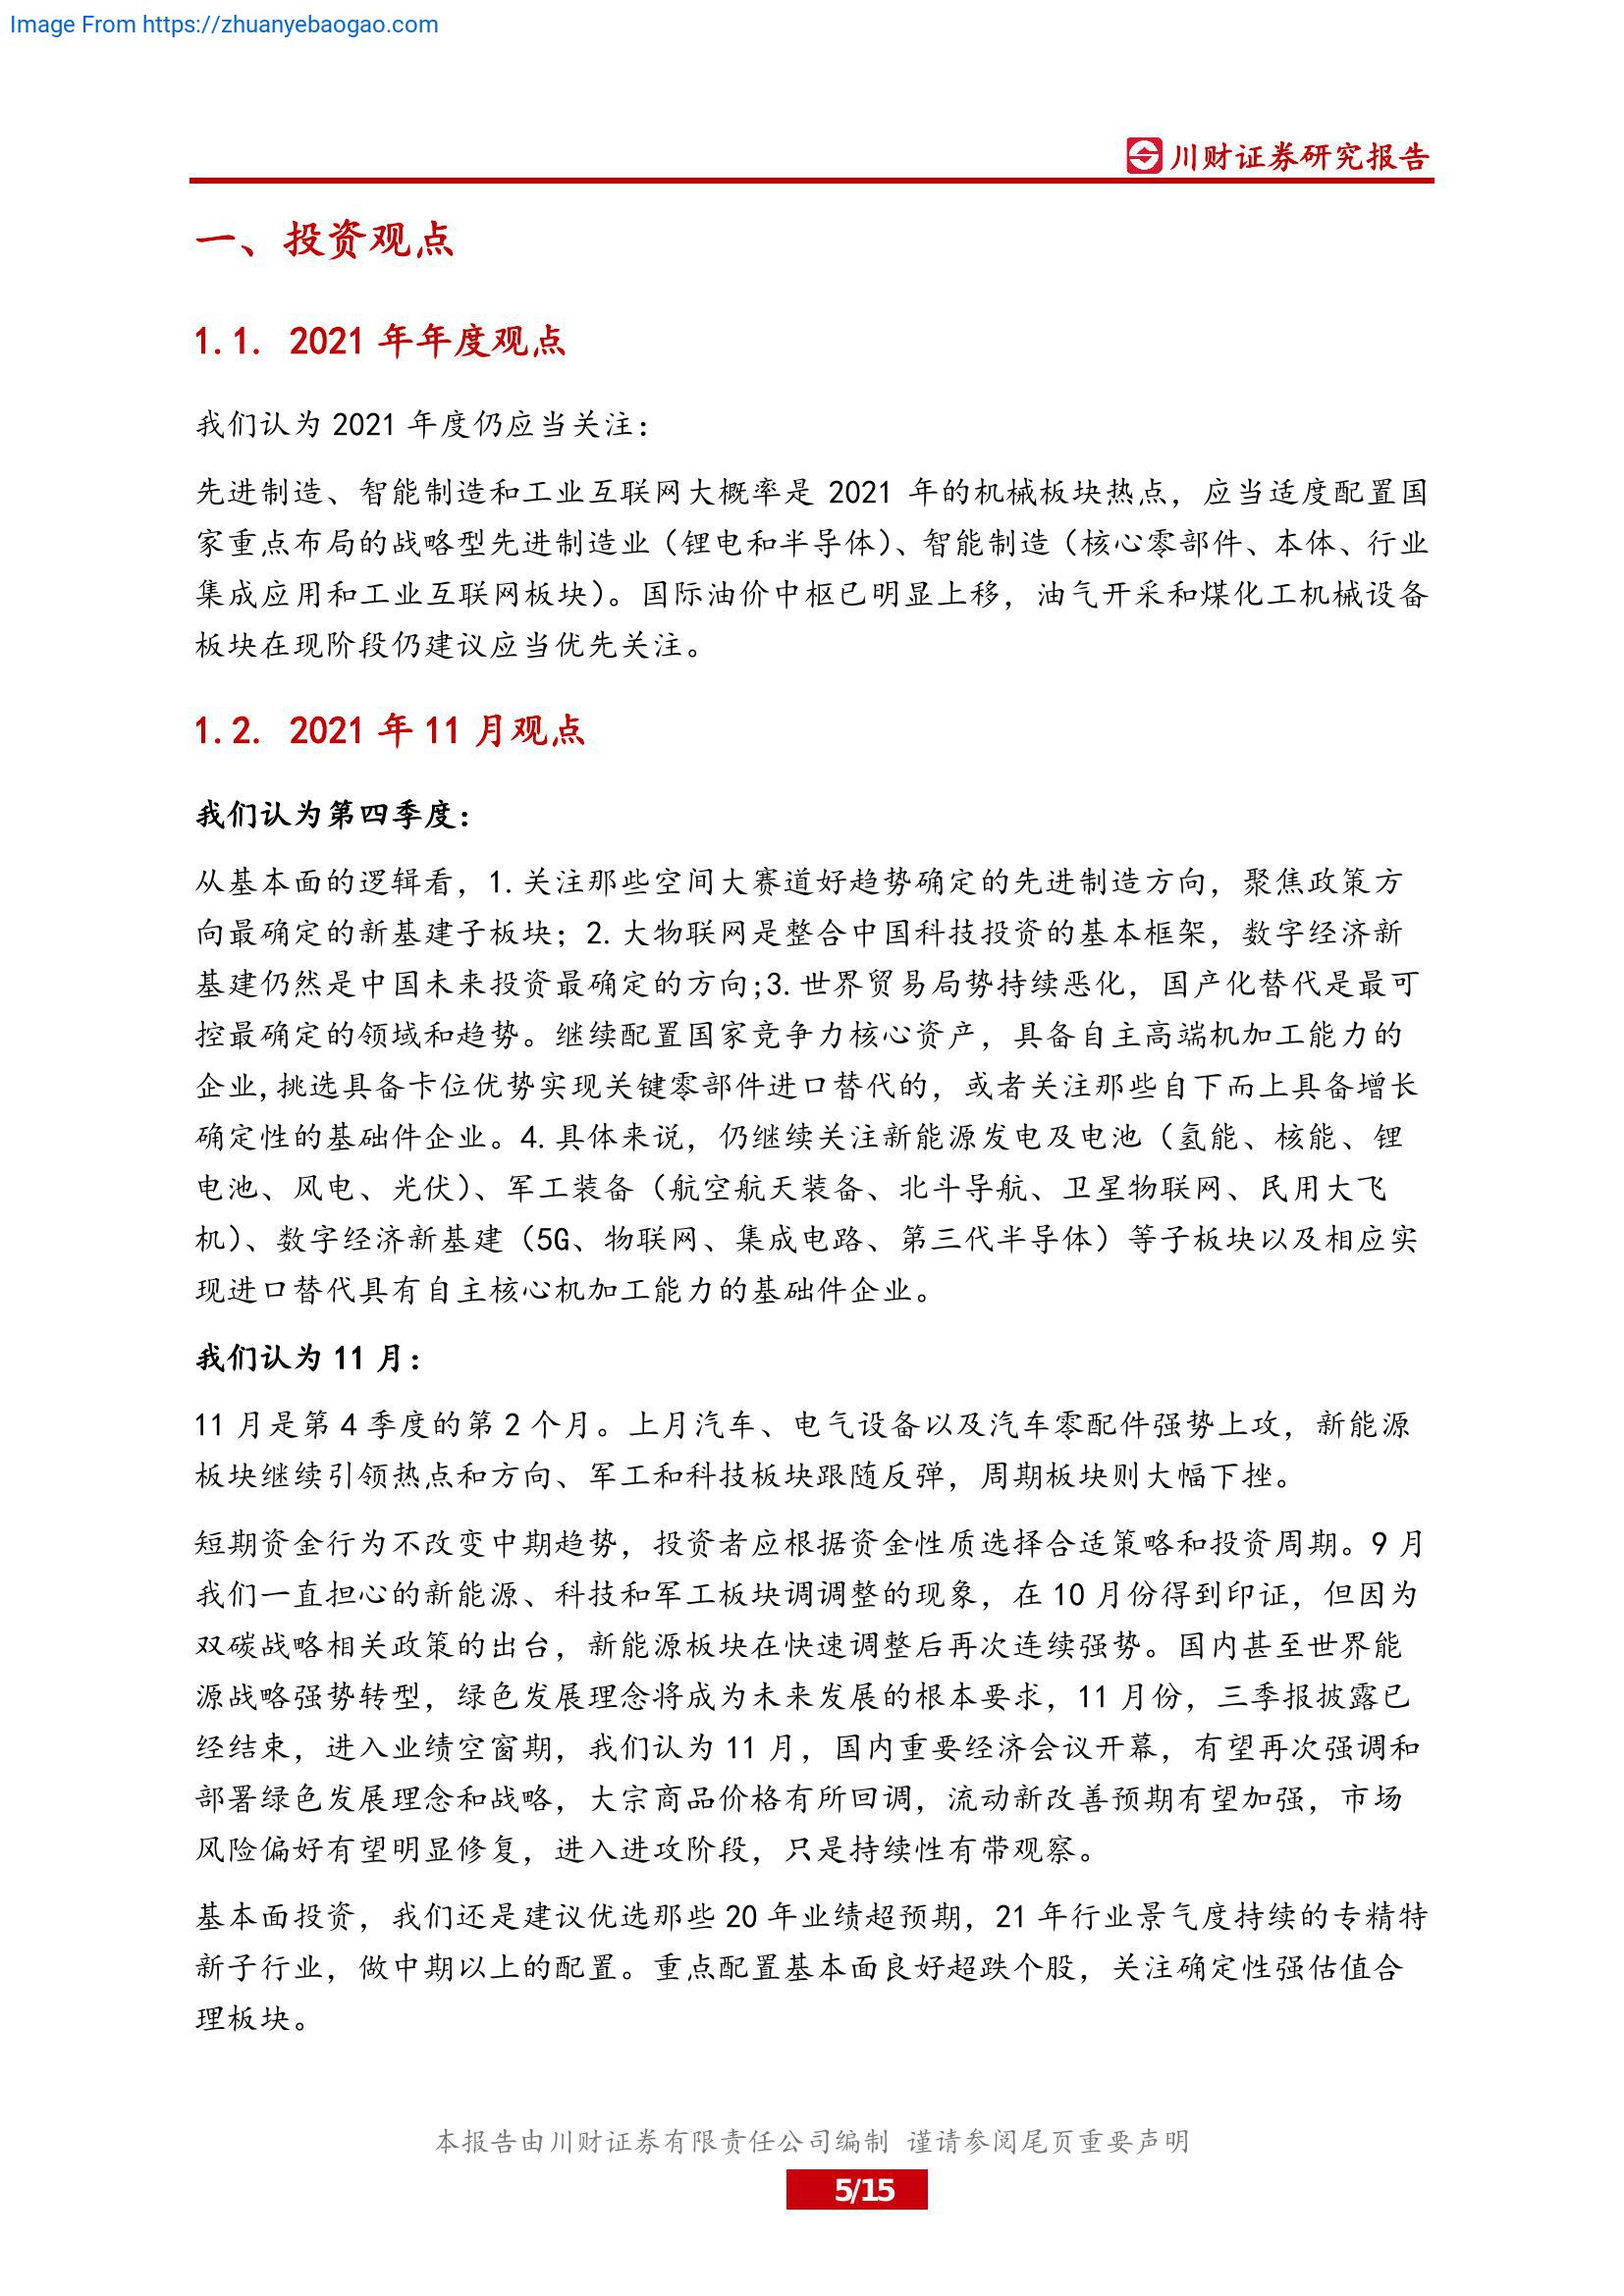 Image From https://zhuanyebaogao.com
川财证券研究报告
一、投资观点
1.1. 2021 年年度观点
我们认为 2021 年度仍应当关注：
先进制造、智能制造和工业互联网大概率是 2021 年的机械板块热点，应当适度配置国
家重点布局的战略型先进制造业（锂电和半导体）、智能制造（核心零部件、本体、行业
集成应用和工业互联网板块）。国际油价中枢已明显上移，油气开采和煤化工机械设备
板块在现阶段仍建议应当优先关注。
1.2. 2021 年 11 月观点
我们认为第四季度：
从基本面的逻辑看，1.关注那些空间大赛道好趋势确定的先进制造方向，聚焦政策方
向最确定的新基建子板块；2.大物联网是整合中国科技投资的基本框架，数字经济新
基建仍然是中国未来投资最确定的方向;3.世界贸易局势持续恶化，国产化替代是最可
控最确定的领域和趋势。继续配置国家竞争力核心资产，具备自主高端机加工能力的
企业,挑选具备卡位优势实现关键零部件进口替代的，或者关注那些自下而上具备增长
确定性的基础件企业。4.具体来说，仍继续关注新能源发电及电池（氢能、核能、锂
电池、风电、光伏）、军工装备（航空航天装备、北斗导航、卫星物联网、民用大飞
机）、数字经济新基建（5G、物联网、集成电路、第三代半导体）等子板块以及相应实
现进口替代具有自主核心机加工能力的基础件企业。
我们认为 11 月：
11 月是第 4 季度的第 2 个月。上月汽车、电气设备以及汽车零配件强势上攻，新能源
板块继续引领热点和方向、军工和科技板块跟随反弹，周期板块则大幅下挫。
短期资金行为不改变中期趋势，投资者应根据资金性质选择合适策略和投资周期。9 月
我们一直担心的新能源、科技和军工板块调调整的现象，在 10 月份得到印证，但因为
双碳战略相关政策的出台，新能源板块在快速调整后再次连续强势。国内甚至世界能
源战略强势转型，绿色发展理念将成为未来发展的根本要求，11 月份，三季报披露已
经结束，进入业绩空窗期，我们认为 11 月，国内重要经济会议开幕，有望再次强调和
部署绿色发展理念和战略，大宗商品价格有所回调，流动新改善预期有望加强，市场
风险偏好有望明显修复，进入进攻阶段，只是持续性有带观察。
基本面投资，我们还是建议优选那些 20 年业绩超预期，21 年行业景气度持续的专精特
新子行业，做中期以上的配置。重点配置基本面良好超跌个股，关注确定性强估值合
理板块。
本报告由川财证券有限责任公司编制 谨请参阅尾页重要声明
5/15